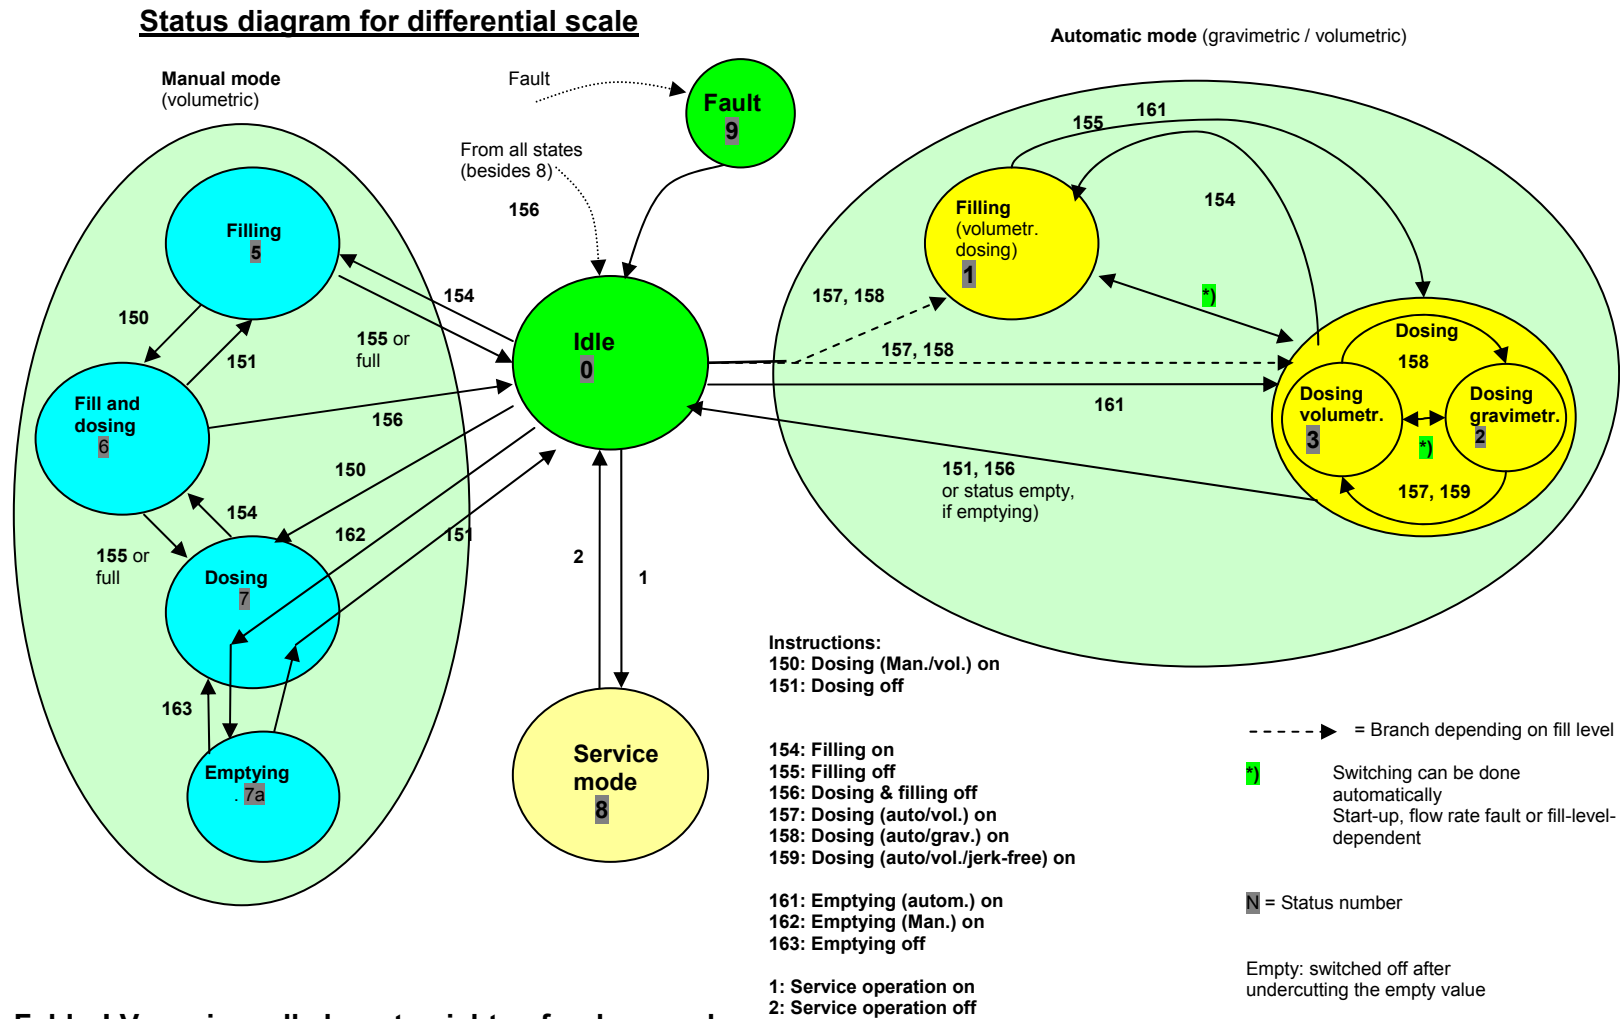 Status diagram for differential scale
Automatic mode (gravimetric / volumetric)
Manual mode
(volumetric)
Fault
Fault
9
From all states
(besides 8)
156
Filling
5
150
151
154
155 or
full
Fill and
dosing
6
156
150
154
162
151
155 or
full
Dosing
7
163
Emptying
. 7a
Idle
0
2
1
Service
mode
8
161
155
154
Filling
(volumetr.
dosing)
1
*)
157, 158
157, 158
161
Dosing
158
Dosing
volumetr.
3
Dosing
gravimetr.
2
*)
157, 159
151, 156
or status empty,
if emptying)
Instructions:
150: Dosing (Man./vol.) on
151: Dosing off
154: Filling on
155: Filling off
156: Dosing & filling off
157: Dosing (auto/vol.) on
158: Dosing (auto/grav.) on
159: Dosing (auto/vol./jerk-free) on
161: Emptying (autom.) on
162: Emptying (Man.) on
163: Emptying off
1: Service operation on
2: Service operation off
= Branch depending on fill level
*) Switching can be done
automatically
Start-up, flow rate fault or fill-level-
dependent
N = Status number
Empty: switched off after
undercutting the empty value